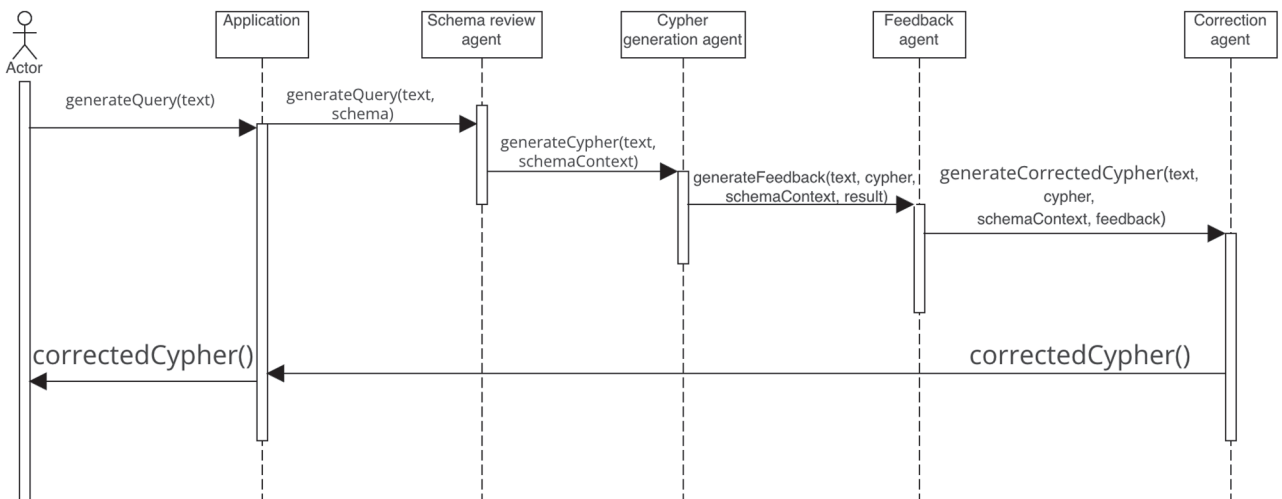 Application
Schema review
agent
Cypher
generation agent
Feedback
agent
Correction
agent
Actor
generateQuery(text)
generateQuery(text,
schema)
generateCypher(text,
schemaContext)
generateFeedback(text, cypher,
schemaContext, result)
generateCorrectedCypher(text,
cypher,
schemaContext, feedback)
correctedCypher()
correctedCypher()